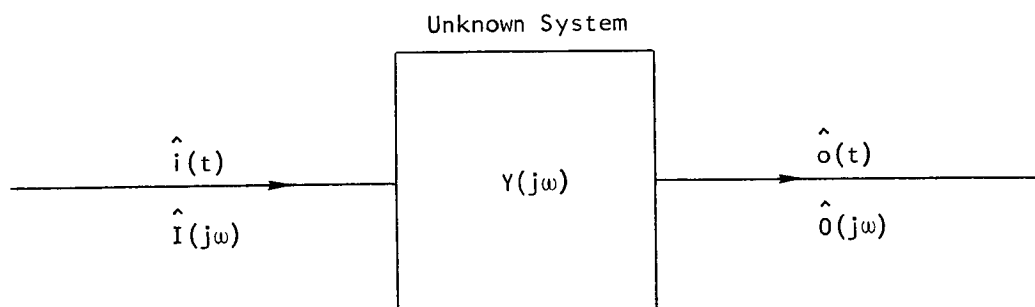 Unknown System
î(t)
Î(jω)
Y(jω)
ô(t)
Ô(jω)